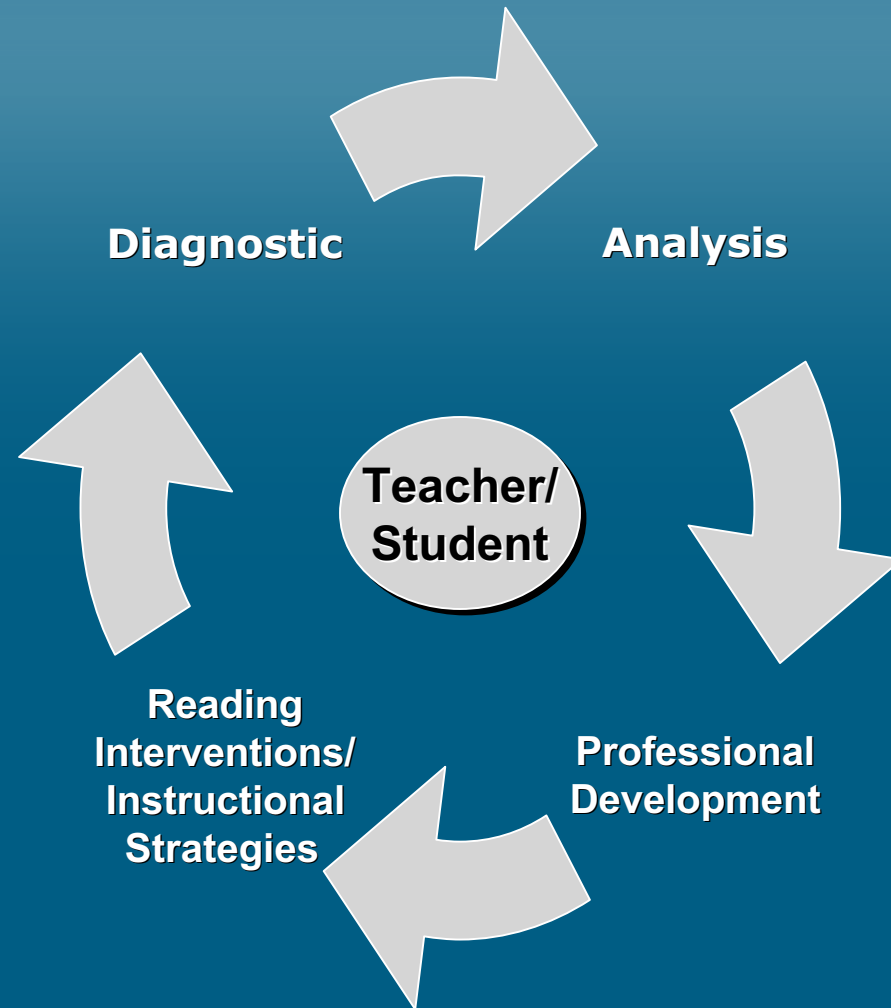 Diagnostic
Analysis
Teacher/
Student
Reading
Interventions/
Instructional
Strategies
Professional
Development